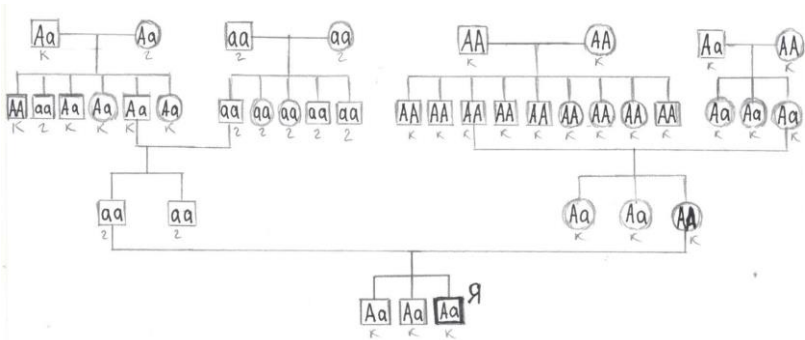 Aa Aa aa aa AA AA Aa AA
к г г г к к к к
AA aa Aa Aa Aa Aa aa aa aa aa aa AA AA AA AA AA AA AA AA AA Aa Aa Aa
к г к к к к г г г г г к к к к к к к к к к к к
aa aa Aa Aa AA
г г к к к
Я
Aa Aa Aa
к к к